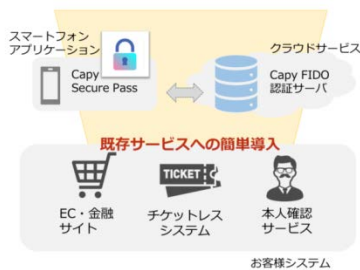 スマートフォン
アプリケーション
クラウドサービス
Capy
Secure Pass
Capy FIDO
認証サーバ
既存サービスへの簡単導入
TICKET
EC・金融
サイト
チケットレス
システム
本人確認
サービス
お客様システム